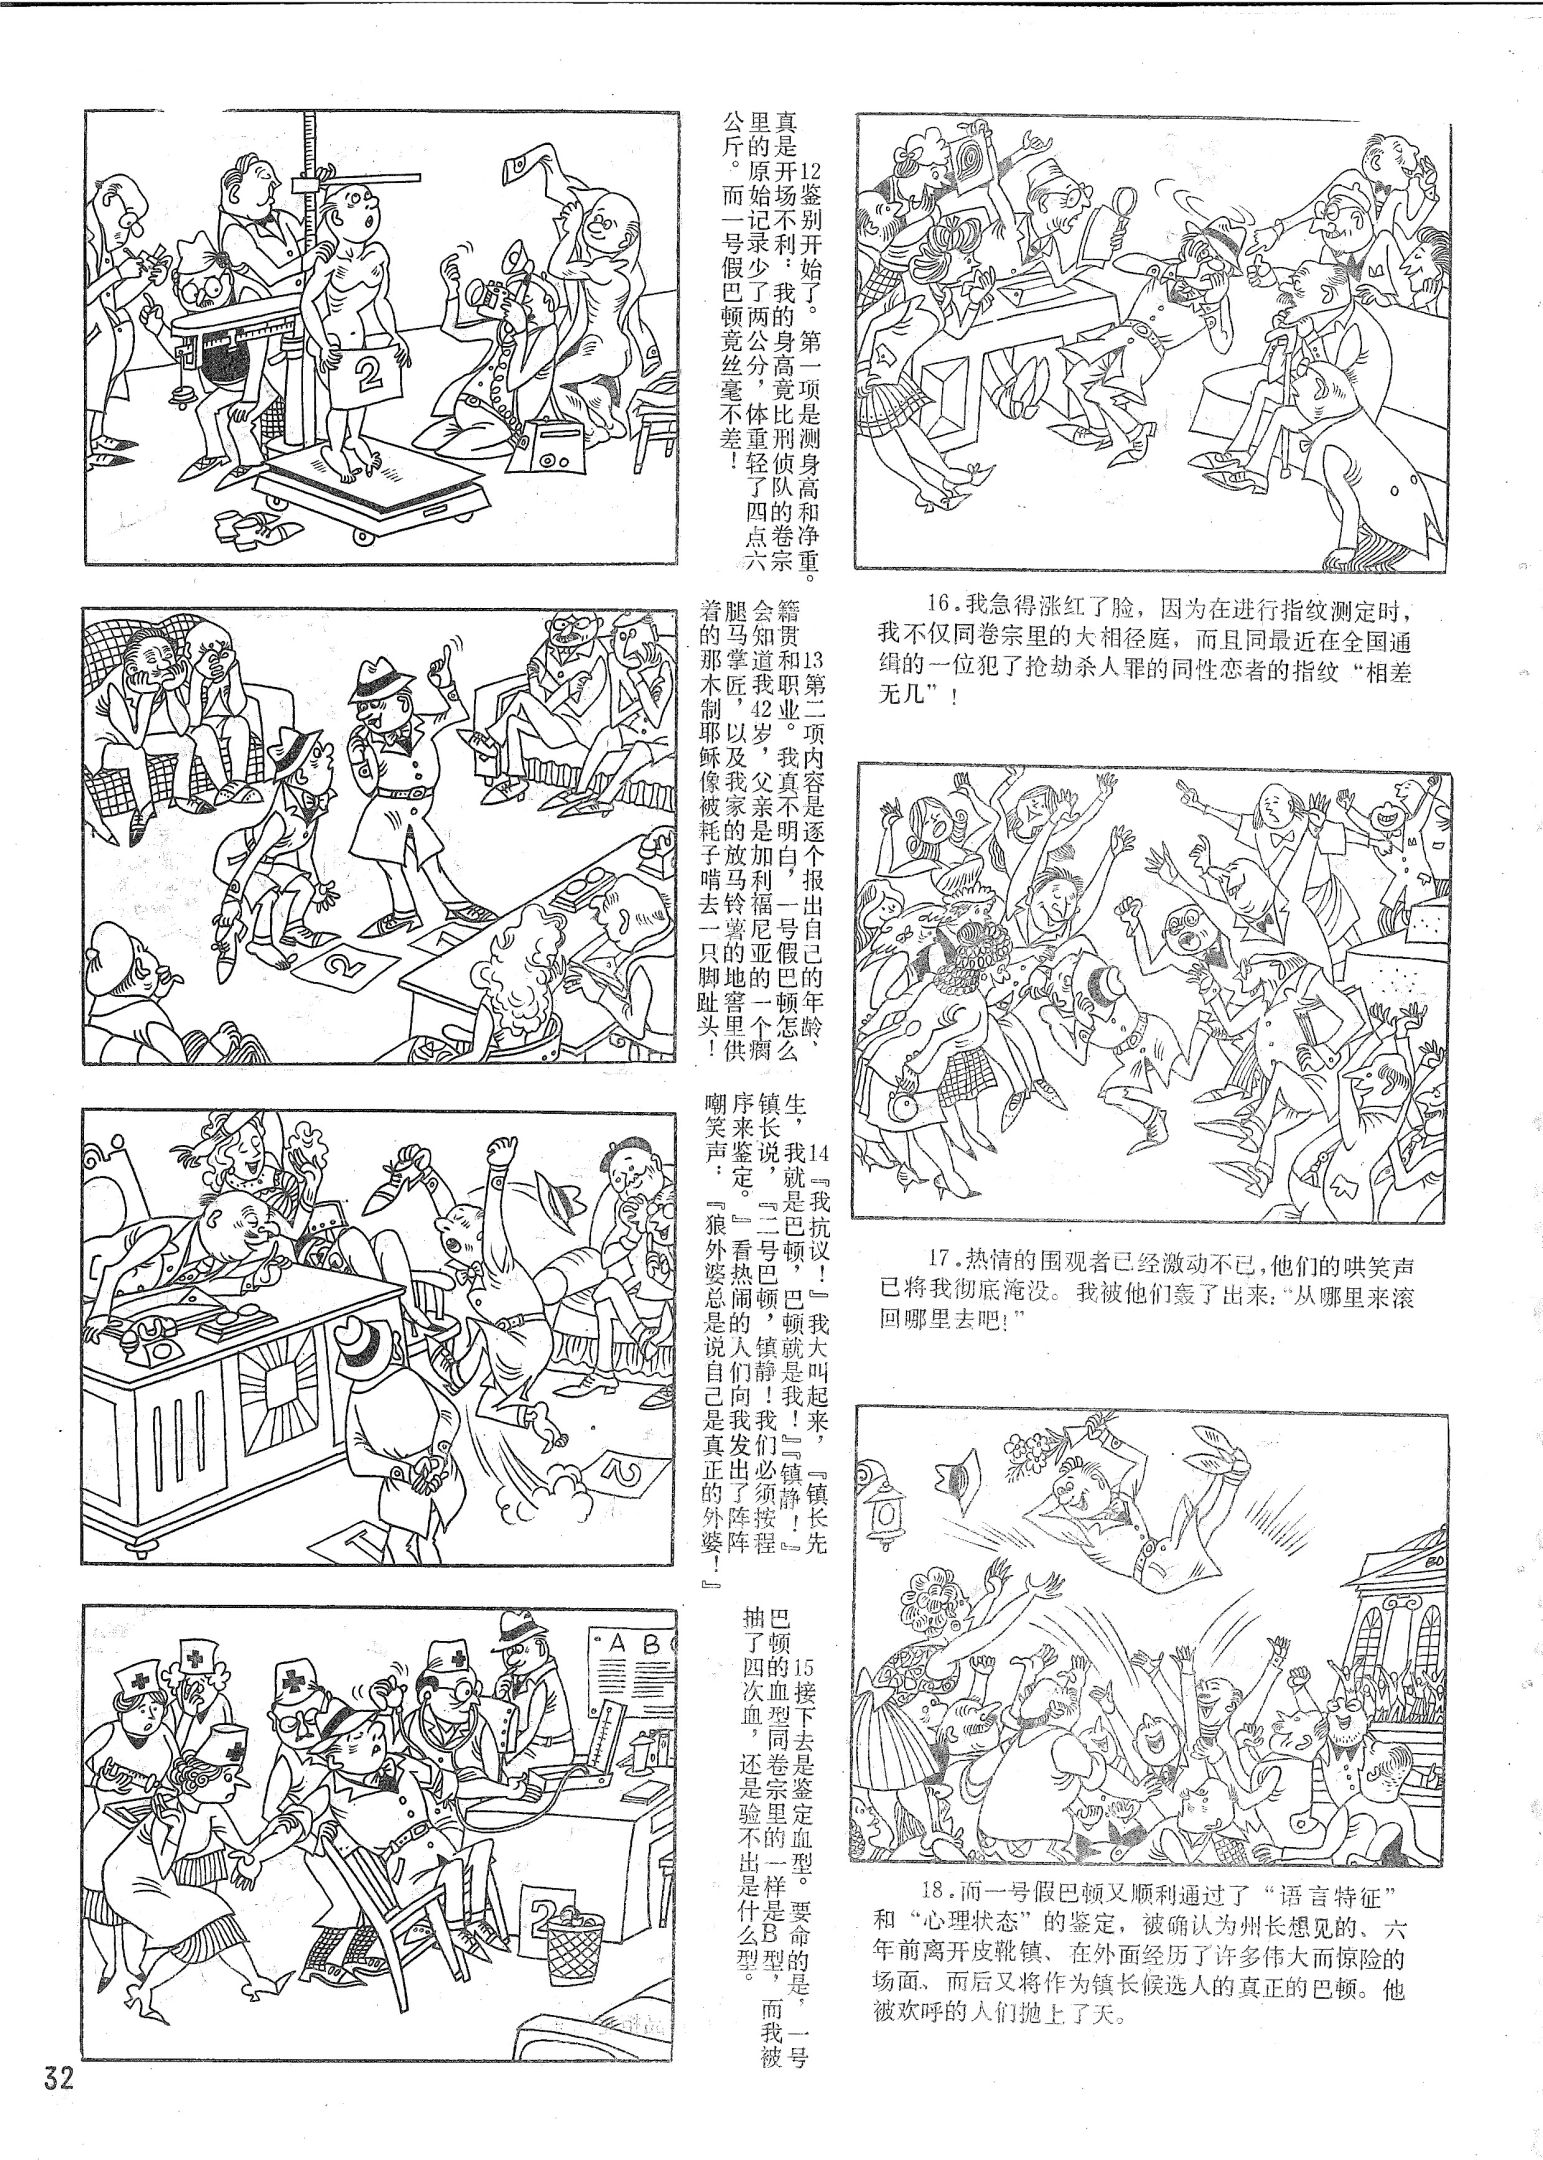 12鉴别开始了。第一项是测身高和净重。
真是开场不利：我的身高竟比刑侦队的卷宗
里的原始记录少了两公分，体重轻了四点六
公斤。而一号假巴顿竟丝毫不差！
2
13第二项内容是逐个报出自己的年龄、
籍贯和职业。我真不明白，一号假巴顿怎么
会知道我42岁，父亲是加利福尼亚的一个瘸
腿马掌匠，以及我家的放马铃薯的地窖里供
着的那木制耶稣像被耗子啃去一只脚趾头！
2
1
14『我抗议！』我大叫起来，『镇长先
生，我就是巴顿，巴顿就是我！』『镇静！』
镇长说，『二号巴顿，镇静！我们必须按程
序来鉴定。』看热闹的人们向我发出了阵阵
嘲笑声：『狼外婆总是说自己是真正的外婆！』
2
1
15接下去是鉴定血型。要命的是，一号
巴顿的血型同卷宗里的一样是B型，而我被
抽了四次血，还是验不出是什么型。
A B
2
16.我急得涨红了脸，因为在进行指纹测定时，
我不仅同卷宗里的大相径庭，而且同最近在全国通
缉的一位犯了抢劫杀人罪的同性恋者的指纹“相差
无几”！
17.热情的围观者已经激动不已，他们的哄笑声
已将我彻底淹没。我被他们轰了出来：“从哪里来滚
回哪里去吧！”
18.而一号假巴顿又顺利通过了“语言特征”
和“心理状态”的鉴定，被确认为州长想见的、六
年前离开皮靴镇、在外面经历了许多伟大而惊险的
场面、而后又将作为镇长候选人的真正的巴顿。他
被欢呼的人们抛上了天。
32